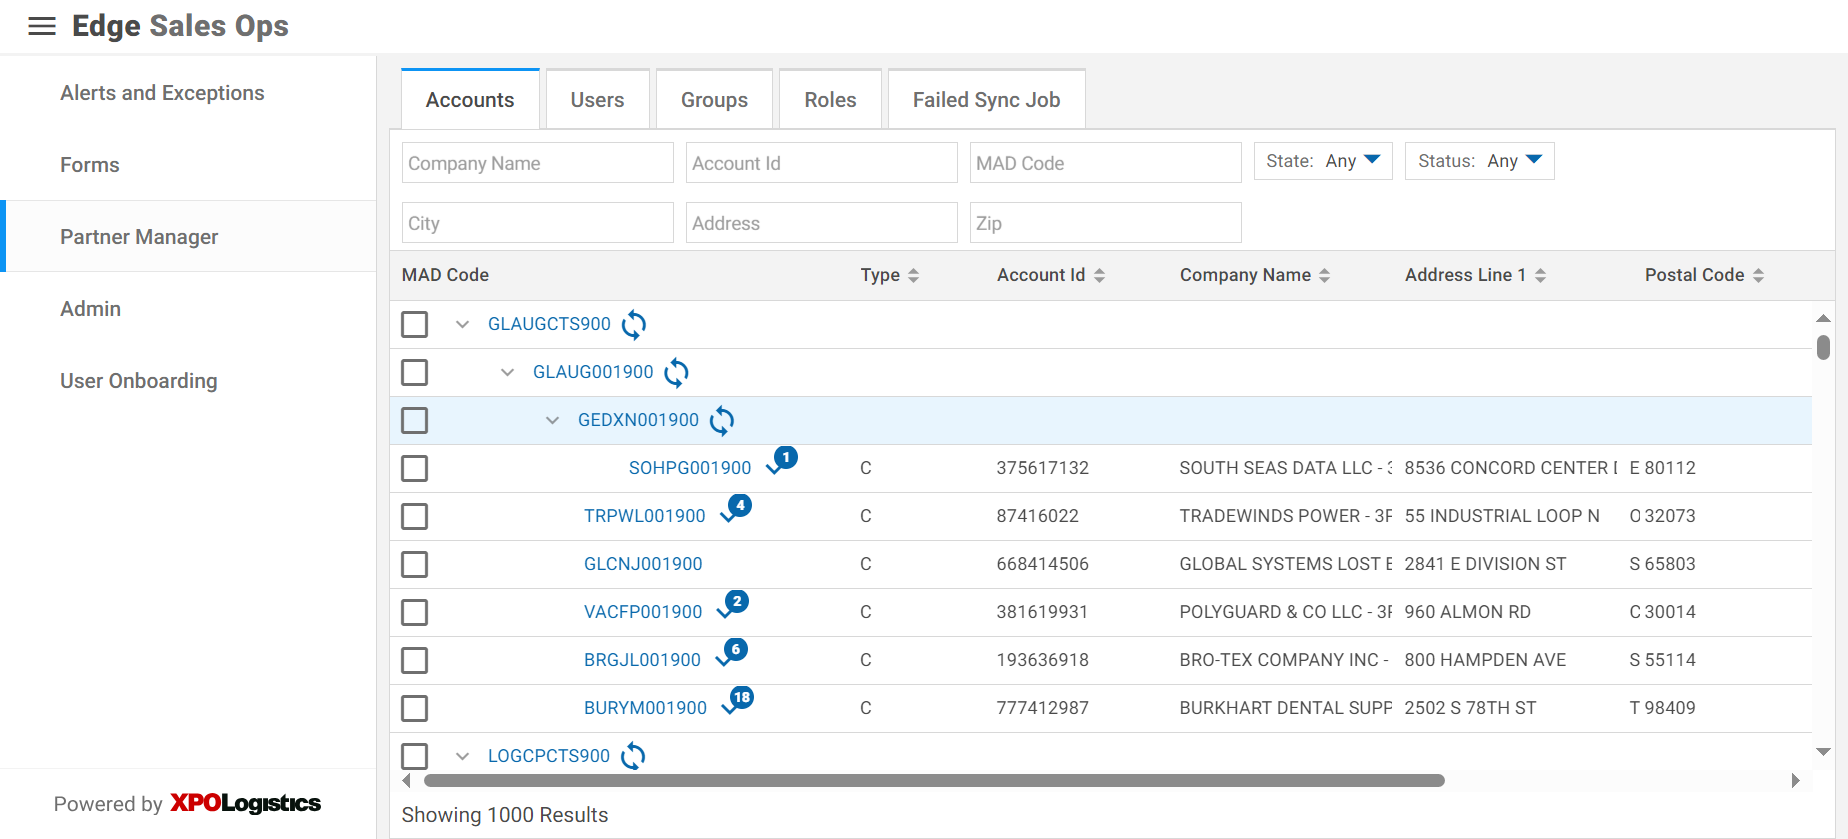 Edge Sales Ops
Alerts and Exceptions
Forms
Partner Manager
Admin
User Onboarding
Powered by XPOLogistics
Accounts Users Groups Roles Failed Sync Job
Company Name Account Id MAD Code State: Any Status: Any
City Address Zip
MAD Code Type Account Id Company Name Address Line 1 Postal Code
GLAUGCTS900
GLAUG001900
GEDXN001900
SOHPG001900 1 C 375617132 SOUTH SEAS DATA LLC - 8536 CONCORD CENTER E 80112
TRPWL001900 4 C 87416022 TRADEWINDS POWER - 55 INDUSTRIAL LOOP N 32073
GLCNJ001900 C 668414506 GLOBAL SYSTEMS LOST 2841 E DIVISION ST S 65803
VACFP001900 2 C 381619931 POLYGUARD & CO LLC - 960 ALMON RD 30014
BRGJL001900 6 C 193636918 BRO-TEX COMPANY INC - 800 HAMPDEN AVE S 55114
BURYM001900 18 C 777412987 BURKHART DENTAL SUPP 2502 S 78TH ST T 98409
LOGCPCTS900
Showing 1000 Results